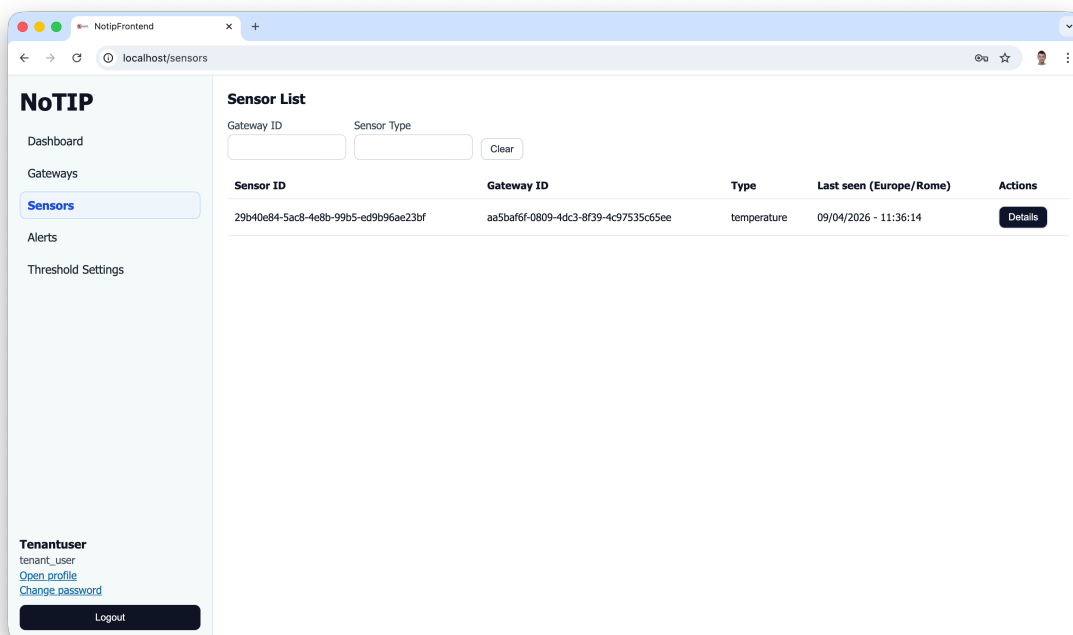 NotipFrontend
localhost/sensors
NoTIP
Dashboard
Gateways
Sensors
Alerts
Threshold Settings
Tenantuser
tenant_user
Open profile
Change password
Logout
Sensor List
Gateway ID Sensor Type
Clear
Sensor ID Gateway ID Type Last seen (Europe/Rome) Actions
29b40e84-5ac8-4e8b-99b5-ed9b96ae23bf aa5baf6f-0809-4dc3-8f39-4c97535c65ee temperature 09/04/2026 - 11:36:14 Details